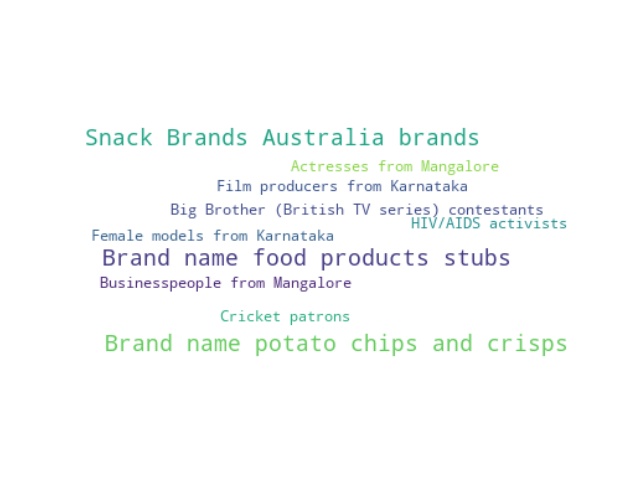 Snack Brands Australia brands
Actresses from Mangalore
Film producers from Karnataka
Big Brother (British TV series) contestants
HIV/AIDS activists
Female models from Karnataka
Brand name food products stubs
Businesspeople from Mangalore
Cricket patrons
Brand name potato chips and crisps